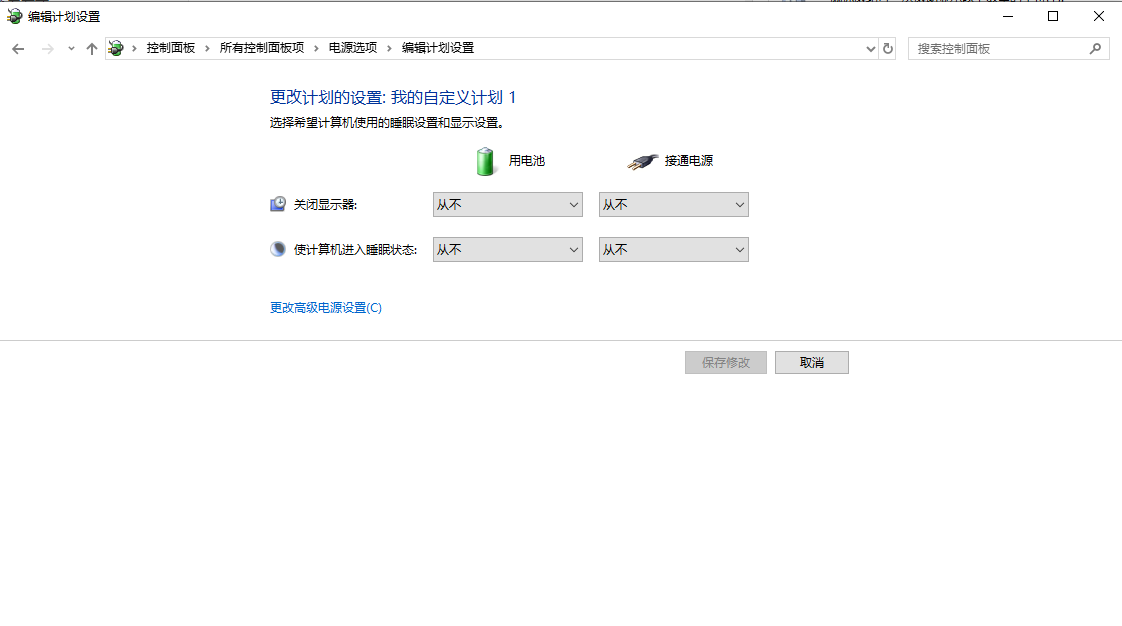 编辑计划设置
控制面板 所有控制面板项 电源选项 编辑计划设置
搜索控制面板
更改计划的设置: 我的自定义计划 1
选择希望计算机使用的睡眠设置和显示设置。
用电池 接通电源
关闭显示器: 从不 从不
使计算机进入睡眠状态: 从不 从不
更改高级电源设置(C)
保存修改 取消